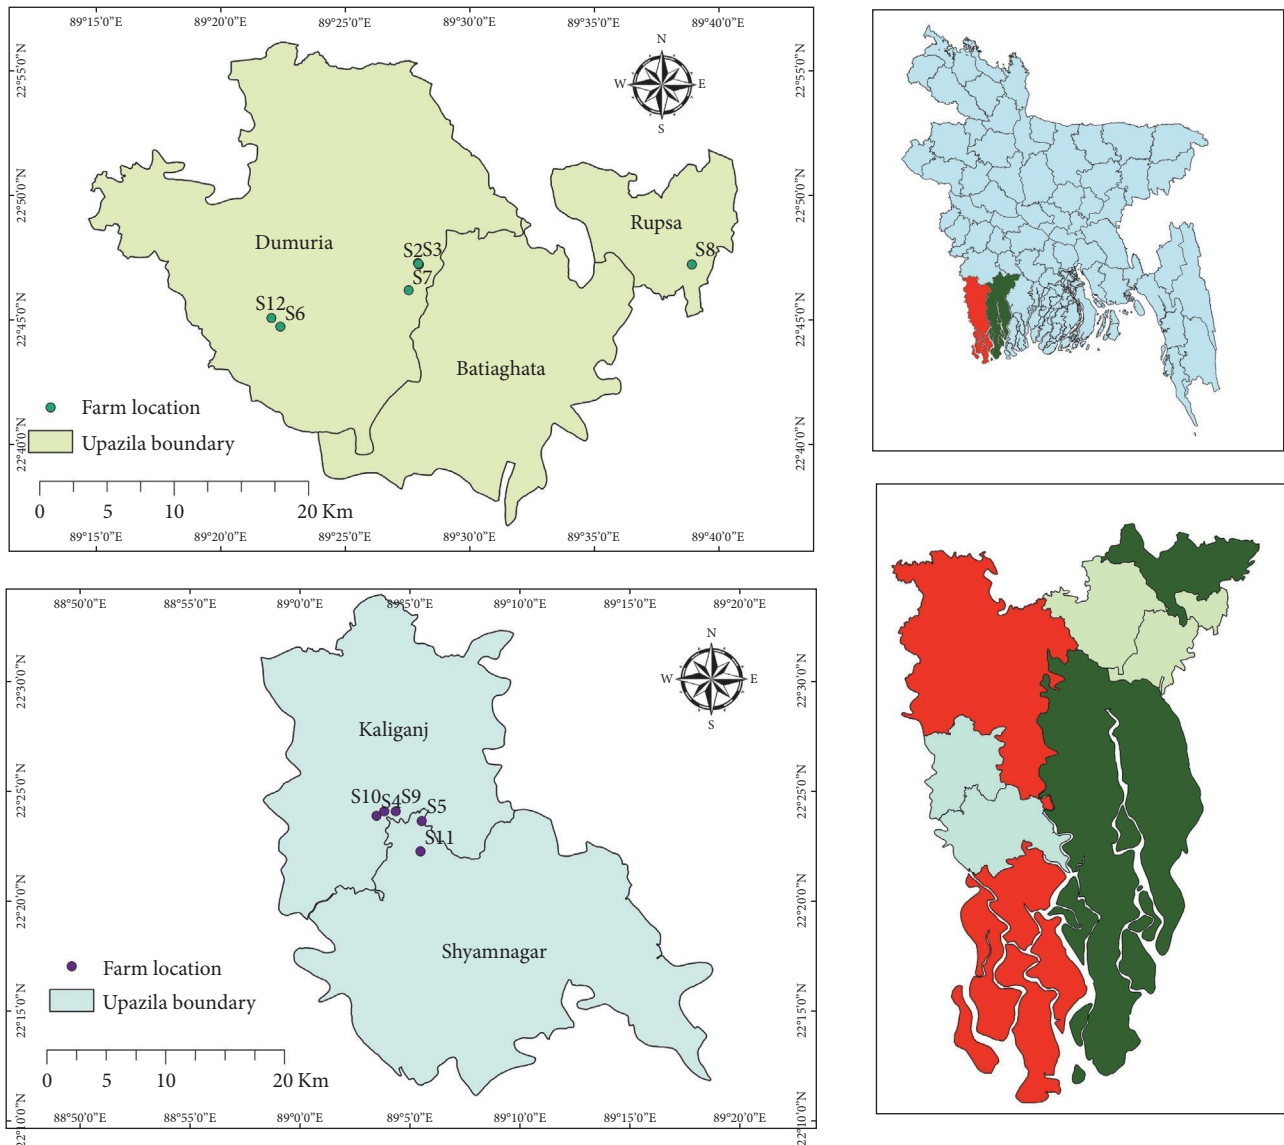 89°15'0"E 89°20'0"E 89°25'0"E 89°30'0"E 89°35'0"E 89°40'0"E
22°55'0"N
22°50'0"N
22°45'0"N
22°40'0"N
N
W E
S
22°55'0"N
22°50'0"N
22°45'0"N
22°40'0"N
Rupsa
Dumuria
S2S3
S8
S7
S12
S6
Batiaghata
Farm location
Upazila boundary
0 5 10 20 Km
89°15'0"E 89°20'0"E 89°25'0"E 89°30'0"E 89°35'0"E 89°40'0"E
88°50'0"E 88°55'0"E 89°0'0"E 89°5'0"E 89°10'0"E 89°15'0"E 89°20'0"E
22°30'0"N
22°25'0"N
22°20'0"N
22°15'0"N
22°10'0"N
N
W E
S
22°30'0"N
22°25'0"N
22°20'0"N
22°15'0"N
22°10'0"N
Kaliganj
S10 S4 S9 S5
S11
Shyamnagar
Farm location
Upazila boundary
0 5 10 20 Km
88°50'0"E 88°55'0"E 89°0'0"E 89°5'0"E 89°10'0"E 89°15'0"E 89°20'0"E